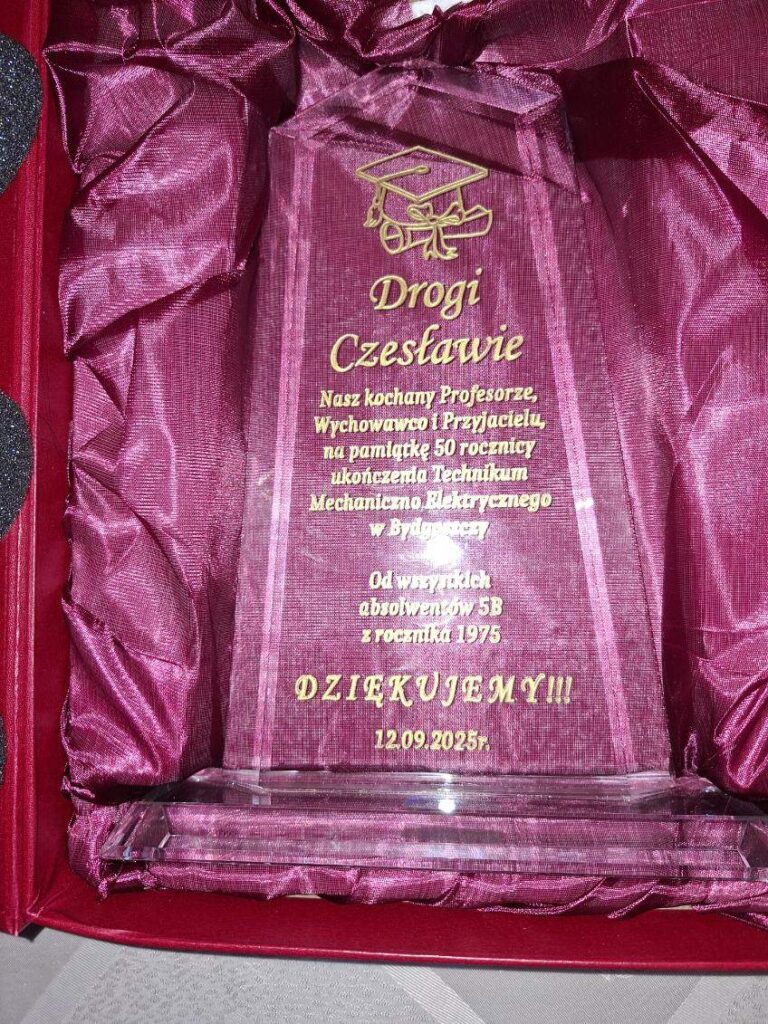 Drogi
Czesławie
Nasz kochany Profesorze,
Wychowawco i Przyjacielu,
na pamiątkę 50 rocznicy
ukończenia Technikum
Mechaniczno Elektrycznego
w Bydgoszczy
Od wszystkich
absolwentów 5B
z rocznika 1975
DZIĘKUJEMY!!!
12.09.2025r.